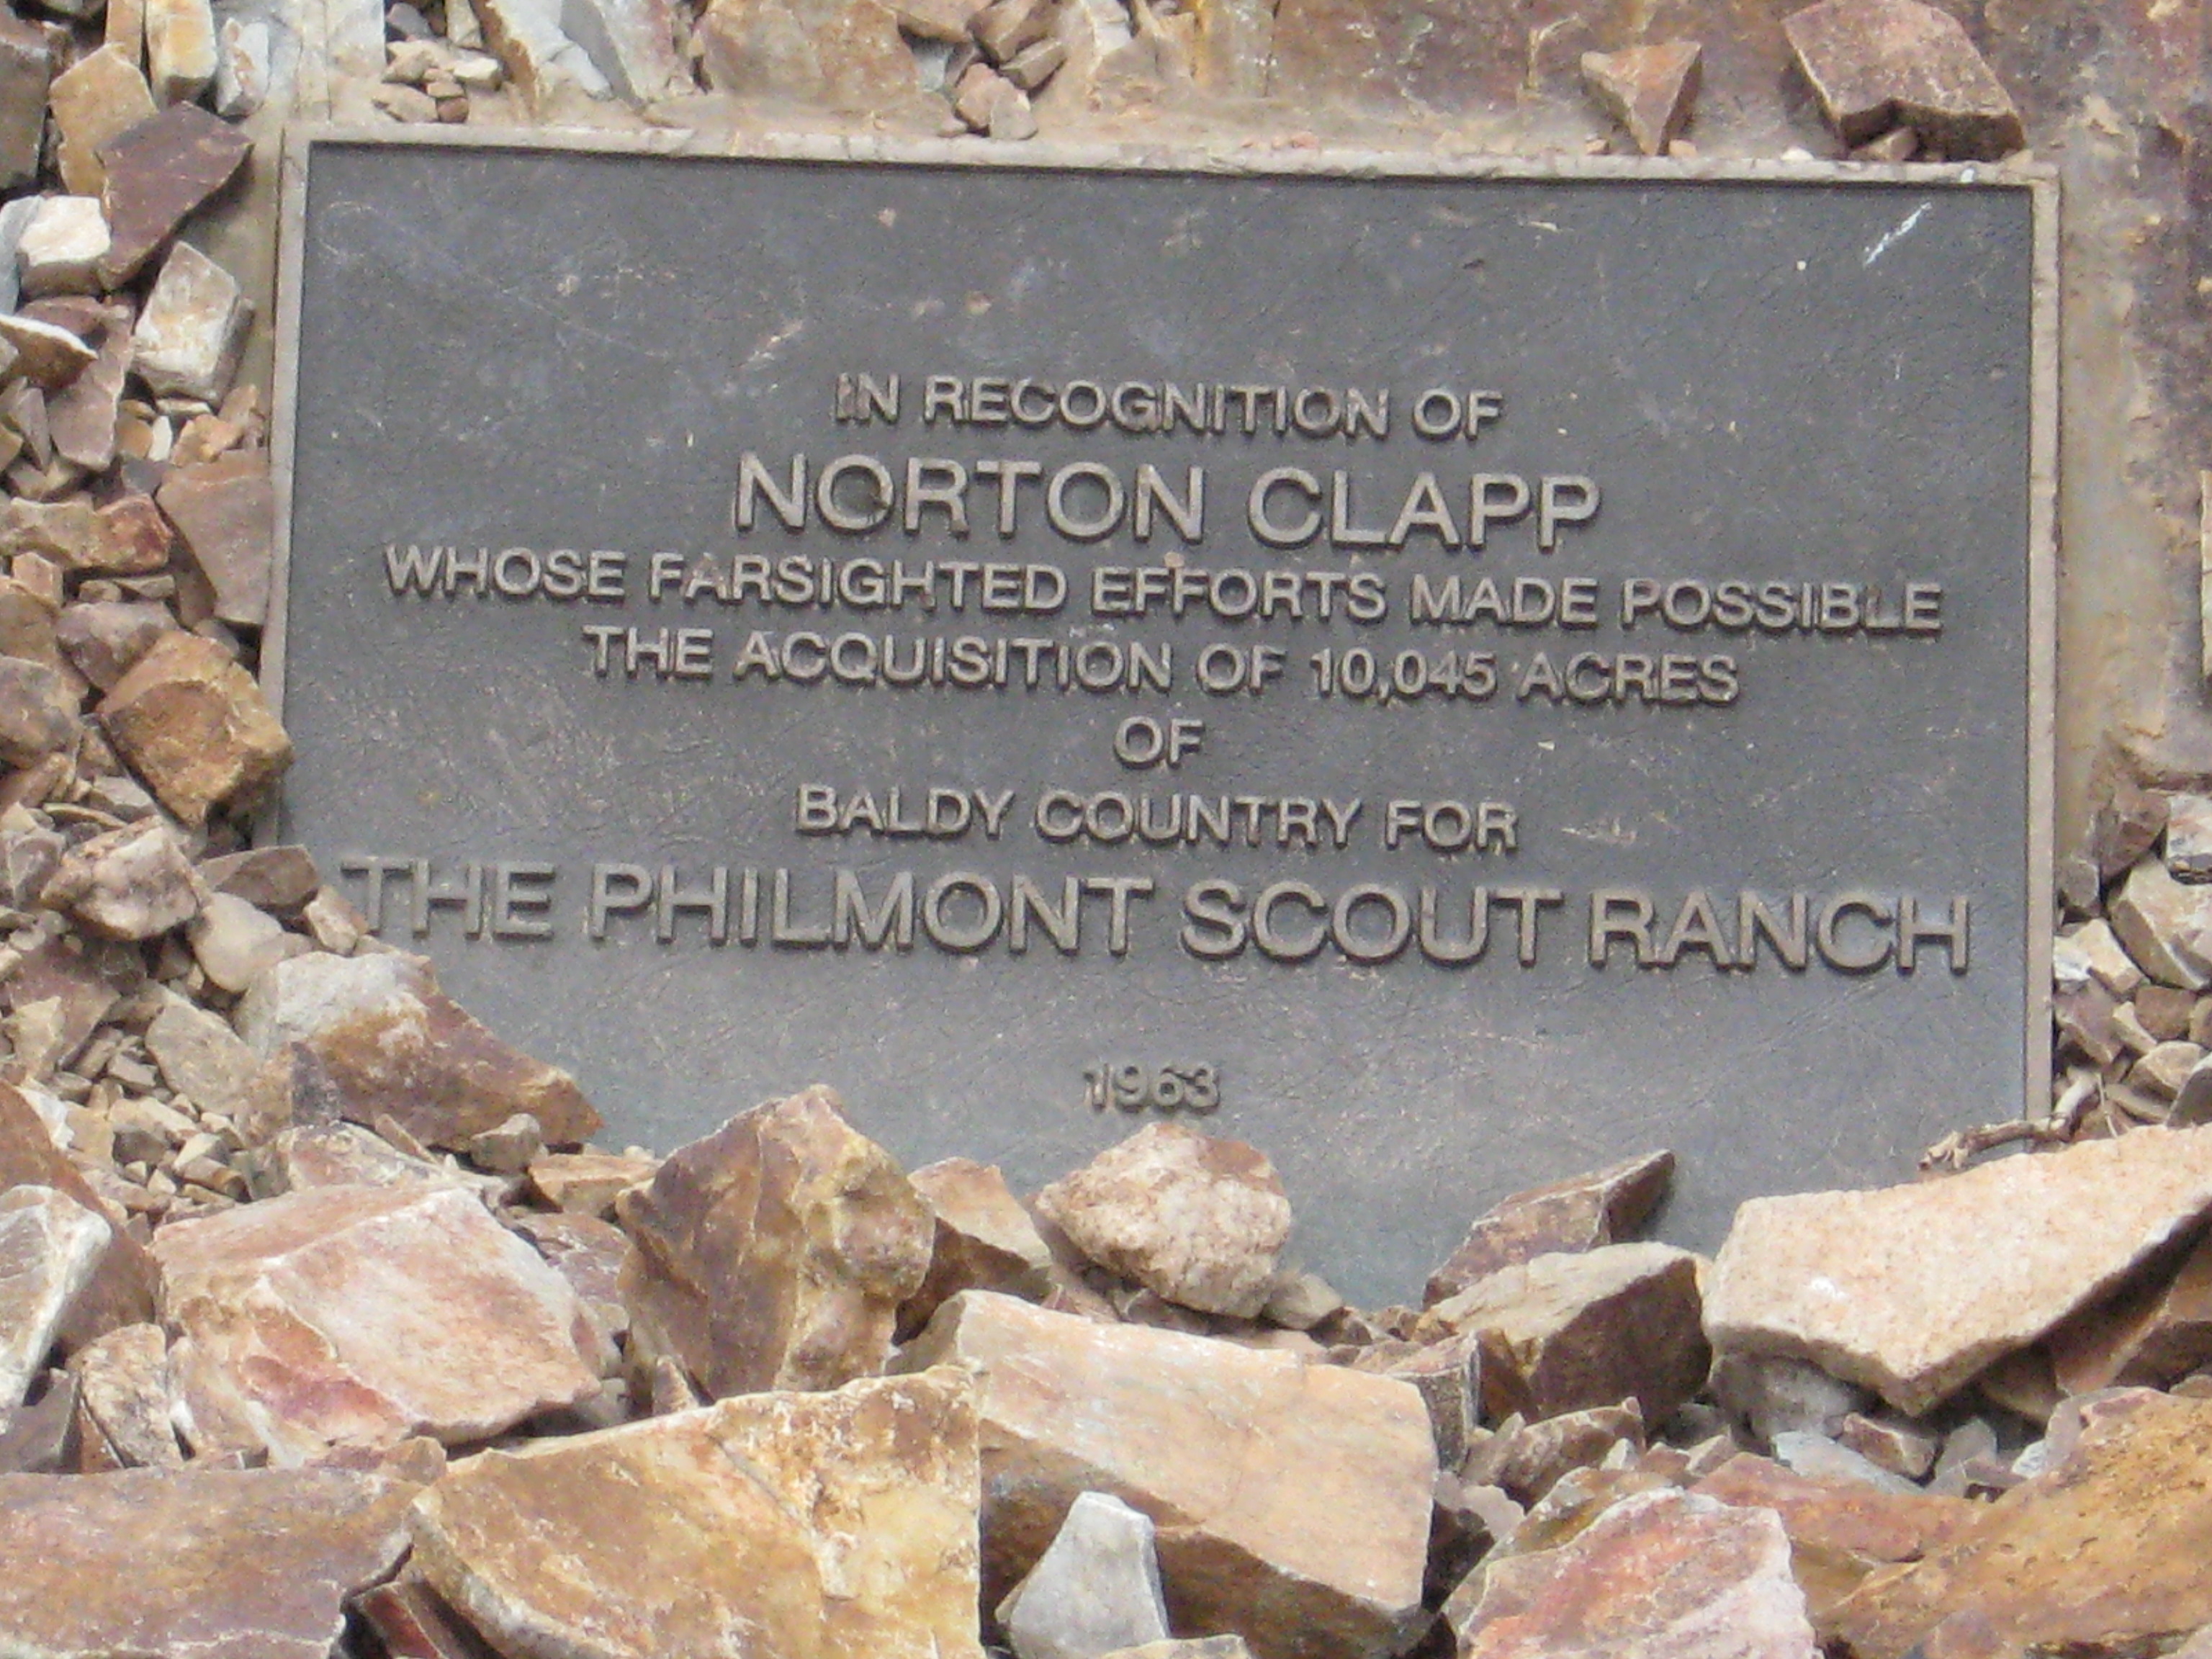 IN RECOGNITION OF
NORTON CLAPP
WHOSE FARSIGHTED EFFORTS MADE POSSIBLE
THE ACQUISITION OF 10,045 ACRES
OF
BALDY COUNTRY FOR
THE PHILMONT SCOUT RANCH
1963